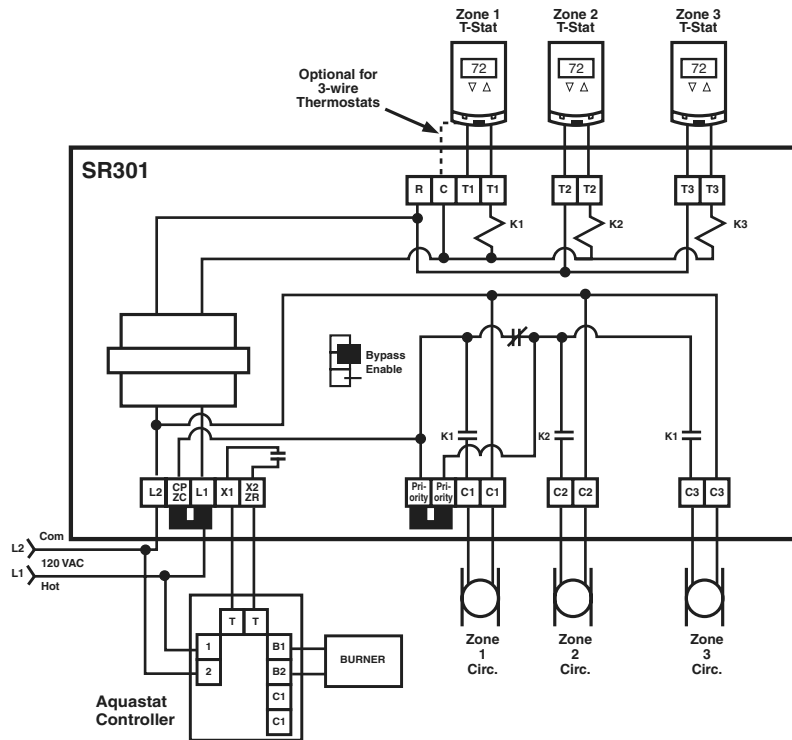 Zone 1 Zone 2 Zone 3
T-Stat T-Stat T-Stat
72 72 72
Optional for
3-wire
Thermostats
SR301
R C T1 T1 T2 T2 T3 T3
K1 K2 K3
Bypass
Enable
K1 K2 K1
L2 CP ZC L1 X1 X2 ZR Pri- ority Pri- ority C1 C1 C2 C2 C3 C3
Com
L2
120 VAC
L1
Hot
T T
1 B1
BURNER
2 B2
C1
C1
Aquastat
Controller
Zone Zone Zone
1 2 3
Circ. Circ. Circ.